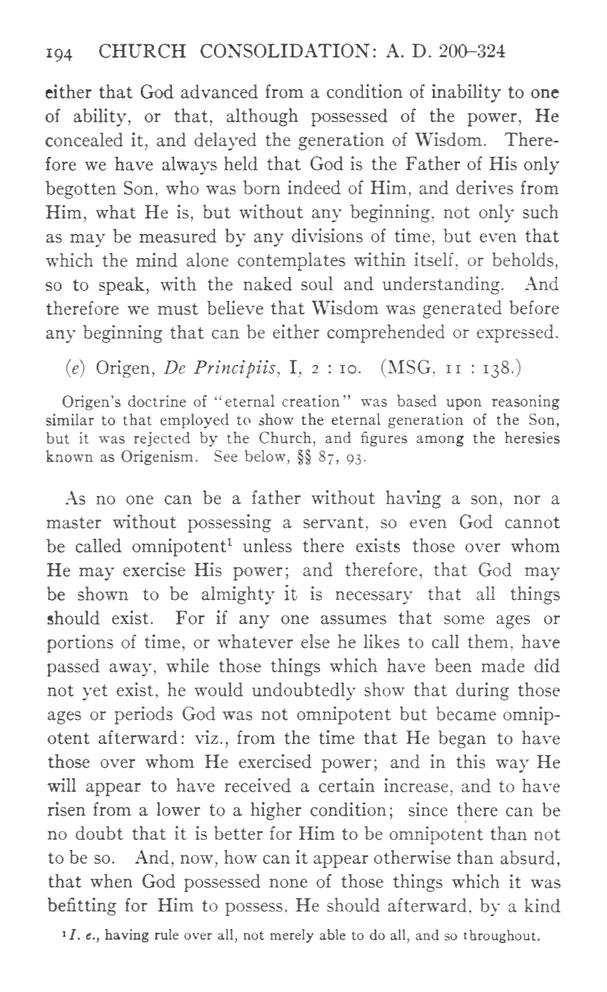 194 CHURCH CONSOLIDATION: A. D. 200–324
either that God advanced from a condition of inability to one
of ability, or that, although possessed of the power, He
concealed it, and delayed the generation of Wisdom. There-
fore we have always held that God is the Father of His only
begotten Son, who was born indeed of Him, and derives from
Him, what He is, but without any beginning, not only such
as may be measured by any divisions of time, but even that
which the mind alone contemplates within itself, or beholds,
so to speak, with the naked soul and understanding. And
therefore we must believe that Wisdom was generated before
any beginning that can be either comprehended or expressed.
(e) Origen, De Principiis, I, 2 : 10. (MSG, 11 : 138.)
Origen's doctrine of “eternal creation” was based upon reasoning
similar to that employed to show the eternal generation of the Son,
but it was rejected by the Church, and figures among the heresies
known as Origenism. See below, §§ 87, 93.
As no one can be a father without having a son, nor a
master without possessing a servant, so even God cannot
be called omnipotent¹ unless there exists those over whom
He may exercise His power; and therefore, that God may
be shown to be almighty it is necessary that all things
should exist. For if any one assumes that some ages or
portions of time, or whatever else he likes to call them, have
passed away, while those things which have been made did
not yet exist, he would undoubtedly show that during those
ages or periods God was not omnipotent but became omnip-
otent afterward: viz., from the time that He began to have
those over whom He exercised power; and in this way He
will appear to have received a certain increase, and to have
risen from a lower to a higher condition; since there can be
no doubt that it is better for Him to be omnipotent than not
to be so. And, now, how can it appear otherwise than absurd,
that when God possessed none of those things which it was
befitting for Him to possess, He should afterward, by a kind
¹ I. e., having rule over all, not merely able to do all, and so throughout.